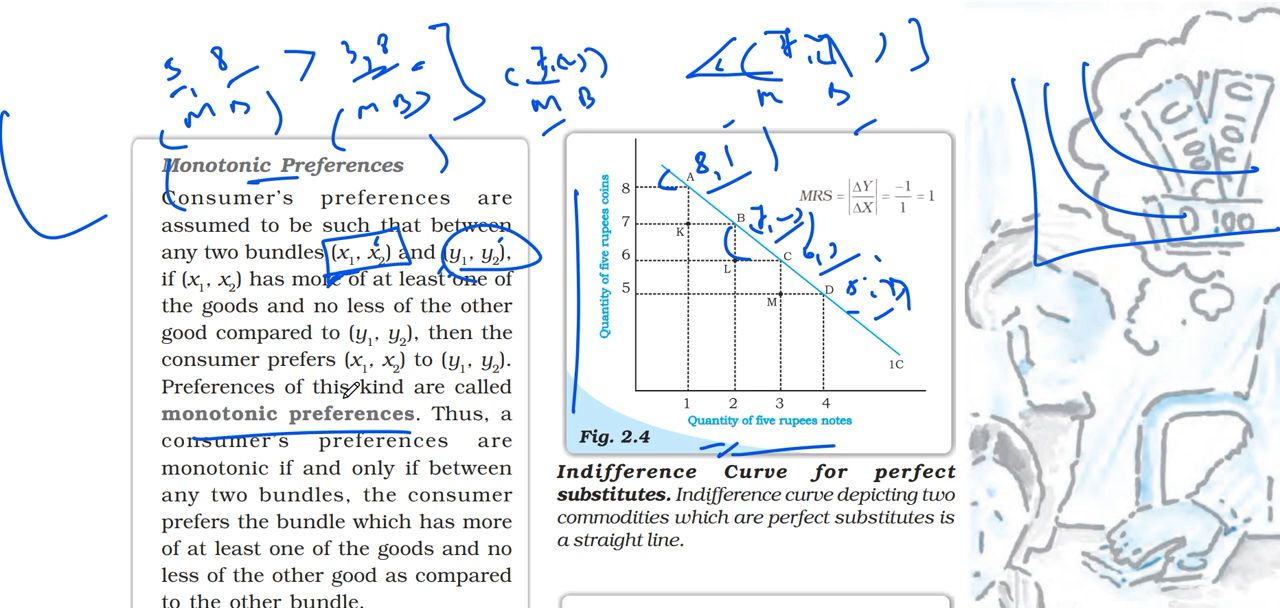 5 8 > 3, 8
(M B) (M B)
M B
M B
Monotonic Preferences
Consumer's preferences are
assumed to be such that between
any two bundles (x₁, x₂) and (y₁, y₂),
if (x₁, x₂) has more of at least one of
the goods and no less of the other
good compared to (y₁, y₂), then the
consumer prefers (x₁, x₂) to (y₁, y₂).
Preferences of this kind are called
monotonic preferences. Thus, a
consumer's preferences are
monotonic if and only if between
any two bundles, the consumer
prefers the bundle which has more
of at least one of the goods and no
less of the other good as compared
to the other bundle.
Quantity of five rupees coins
8
7
6
5
A 8, 1
B
C
D
K
L
M
MRS = |ΔY/ΔX| = -1/1 = 1
1C
1 2 3 4
Quantity of five rupees notes
Fig. 2.4
Indifference Curve for perfect
substitutes. Indifference curve depicting two
commodities which are perfect substitutes is
a straight line.